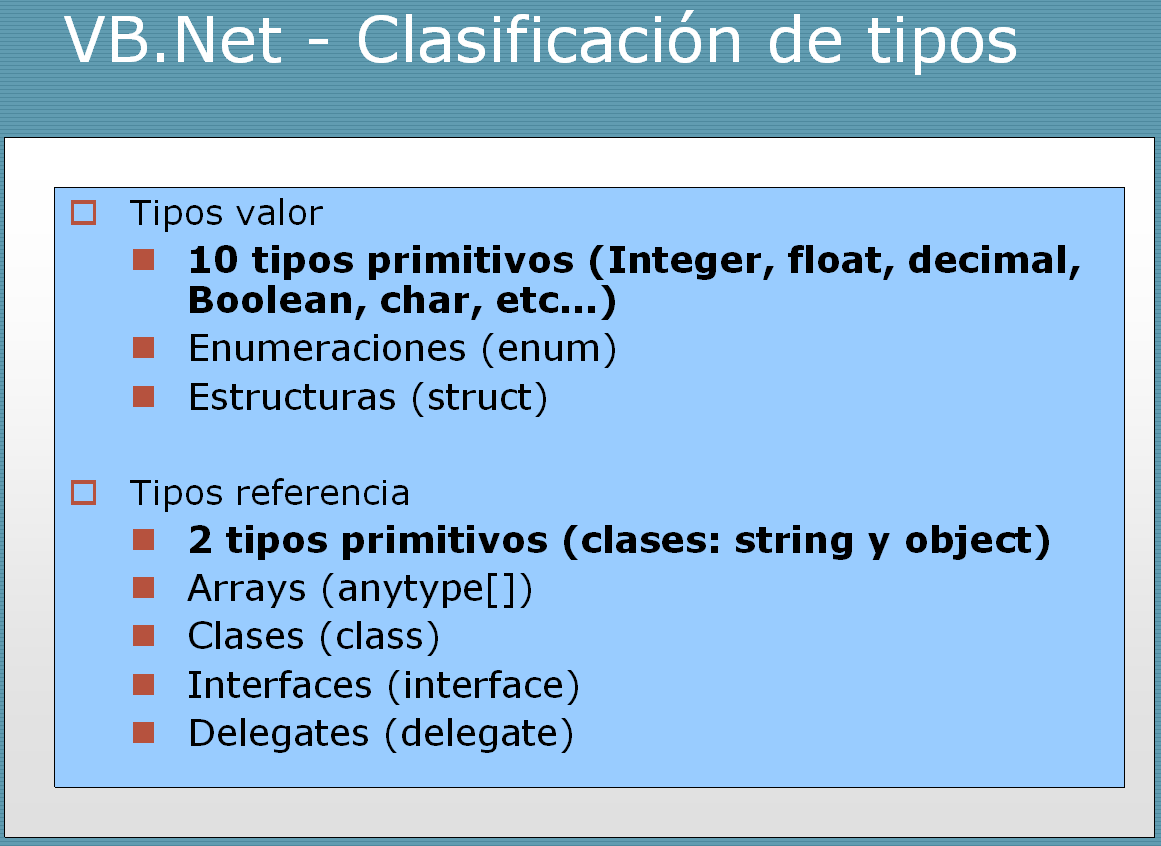 VB.Net - Clasificación de tipos
Tipos valor
10 tipos primitivos (Integer, float, decimal,
Boolean, char, etc...)
Enumeraciones (enum)
Estructuras (struct)
Tipos referencia
2 tipos primitivos (clases: string y object)
Arrays (anytype[])
Clases (class)
Interfaces (interface)
Delegates (delegate)